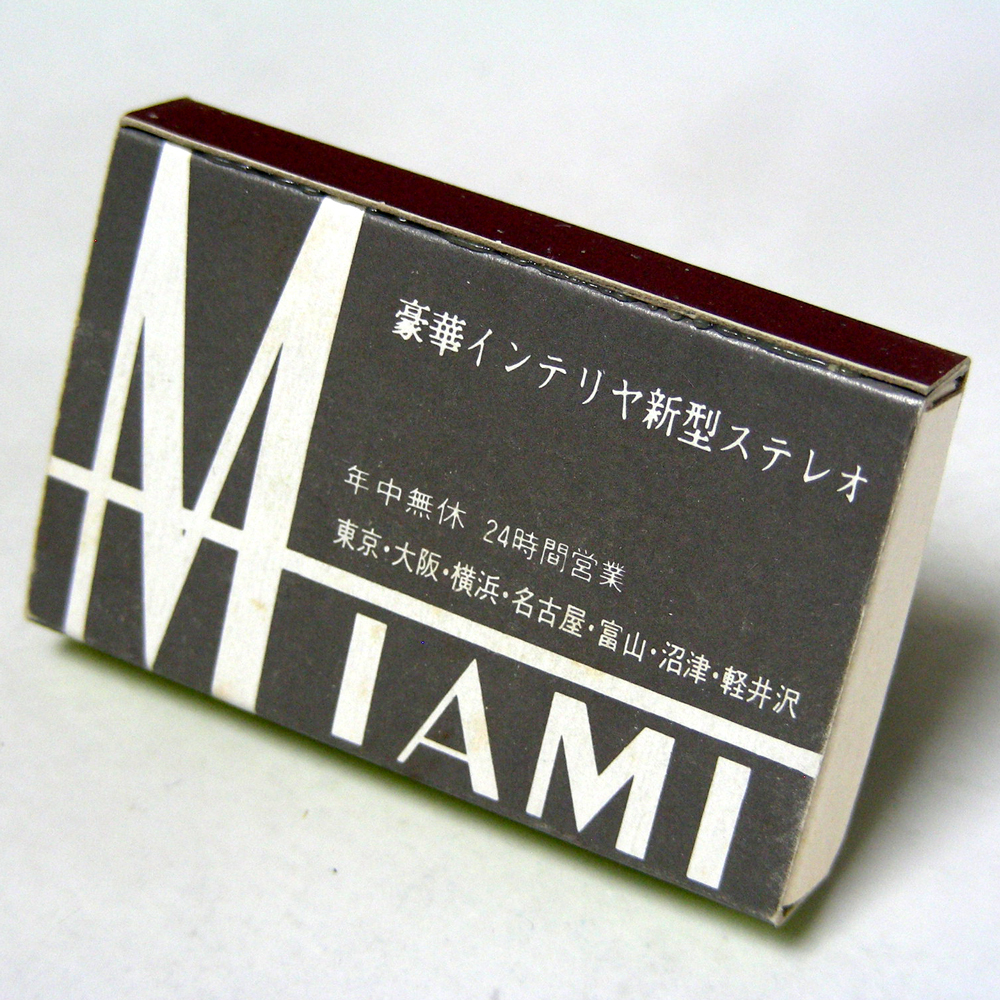 豪華インテリヤ新型ステレオ
年中無休 24時間営業
東京・大阪・横浜・名古屋・富山・沼津・軽井沢
MIAMI